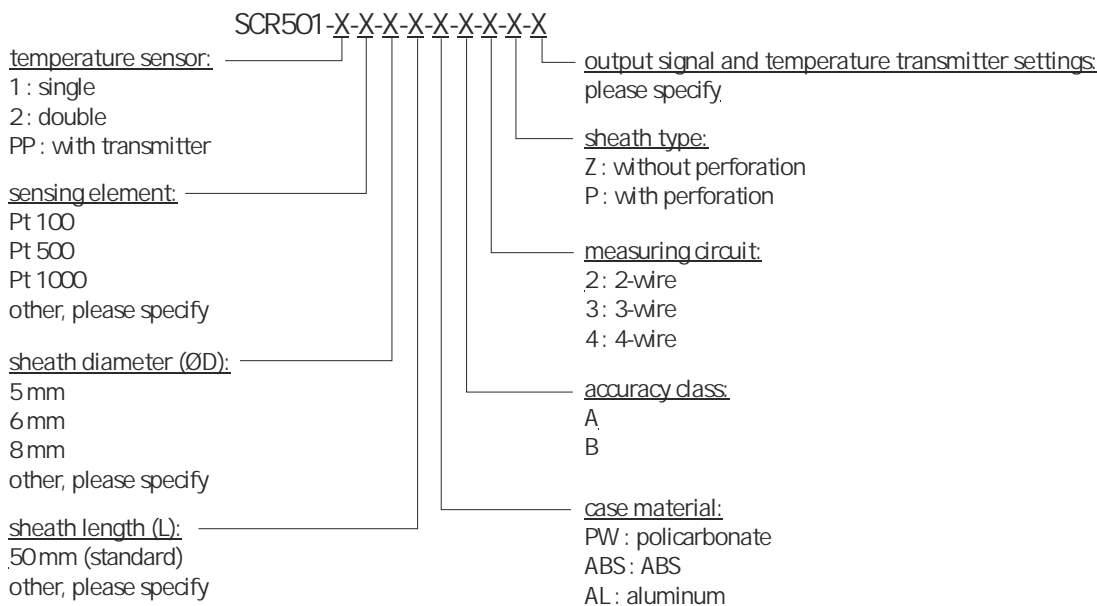 SCR501-X-X-X-X-X-X-X-X-X
temperature sensor:
1 : single
2 : double
PP : with transmitter
sensing element:
Pt 100
Pt 500
Pt 1000
other, please specify
sheath diameter (ØD):
5 mm
6 mm
8 mm
other, please specify
sheath length (L):
50 mm (standard)
other, please specify
output signal and temperature transmitter settings:
please specify
sheath type:
Z : without perforation
P : with perforation
measuring circuit:
2 : 2-wire
3 : 3-wire
4 : 4-wire
accuracy class:
A
B
case material:
PW : policarbonate
ABS : ABS
AL : aluminum